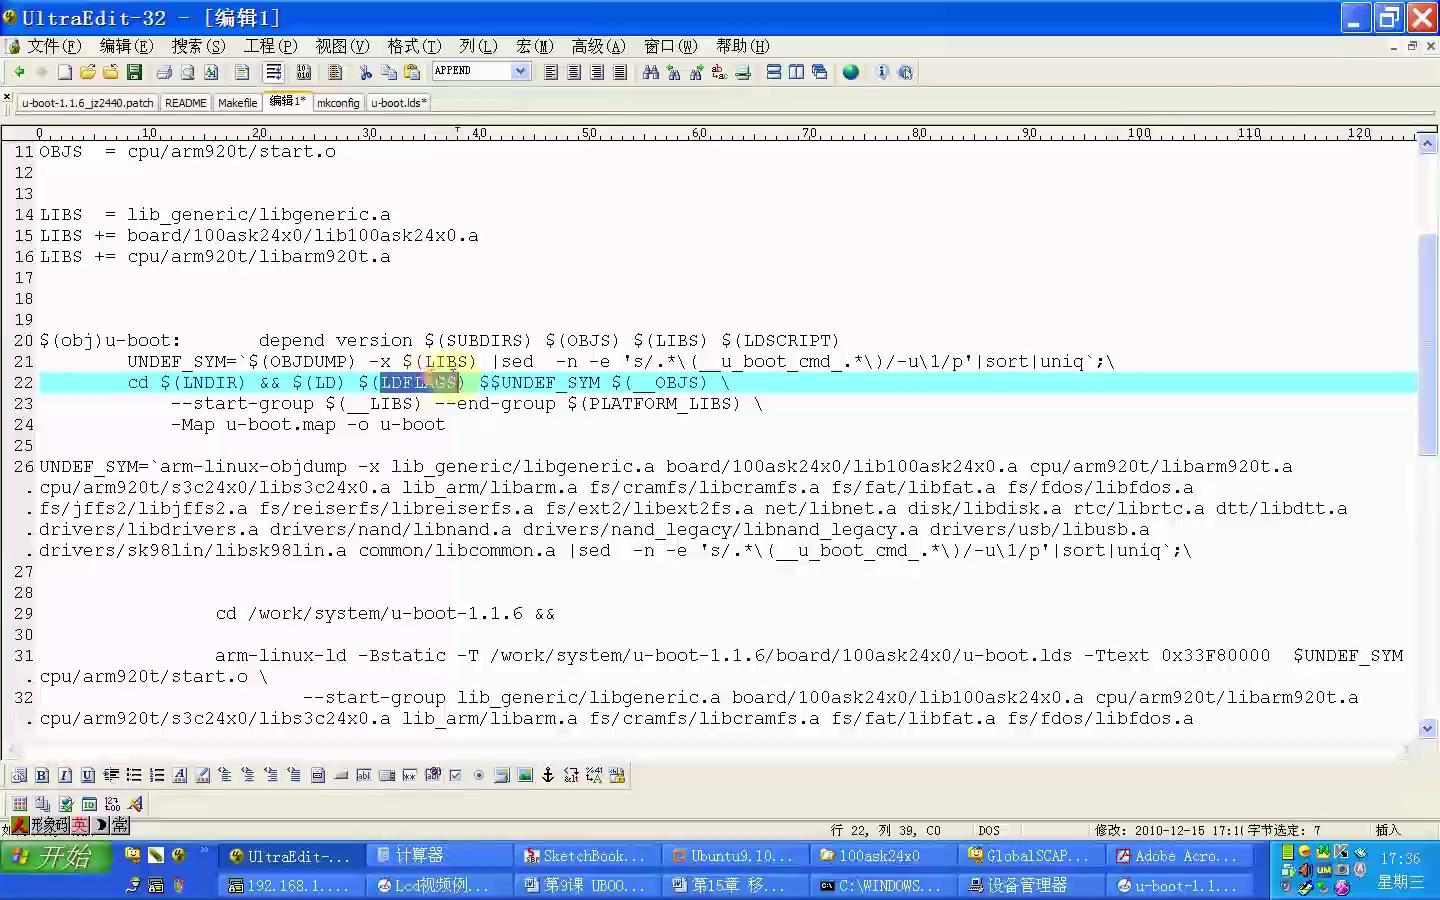 UltraEdit-32 - [编辑1]
文件(F) 编辑(E) 搜索(S) 工程(P) 视图(V) 格式(T) 列(L) 宏(M) 高级(A) 窗口(W) 帮助(H)
APPEND
u-boot-1.1.6_jz2440.patch README Makefile 编辑1* mkconfig u-boot.lds*
0 10 20 30 40 50 60 70 80 90 100 110 120
11 OBJS  = cpu/arm920t/start.o
12
13
14 LIBS  = lib_generic/libgeneric.a
15 LIBS += board/100ask24x0/lib100ask24x0.a
16 LIBS += cpu/arm920t/libarm920t.a
17
18
19
20 $(obj)u-boot:       depend version $(SUBDIRS) $(OBJS) $(LIBS) $(LDSCRIPT)
21         UNDEF_SYM=`$(OBJDUMP) -x $(LIBS) |sed  -n -e 's/.*\(__u_boot_cmd_.*\)/-u\1/p'|sort|uniq`;\
22         cd $(LNDIR) && $(LD) $(LDFLAGS) $$UNDEF_SYM $(__OBJS) \
23             --start-group $(__LIBS) --end-group $(PLATFORM_LIBS) \
24             -Map u-boot.map -o u-boot
25
26 UNDEF_SYM=`arm-linux-objdump -x lib_generic/libgeneric.a board/100ask24x0/lib100ask24x0.a cpu/arm920t/libarm920t.a
. cpu/arm920t/s3c24x0/libs3c24x0.a lib_arm/libarm.a fs/cramfs/libcramfs.a fs/fat/libfat.a fs/fdos/libfdos.a
. fs/jffs2/libjffs2.a fs/reiserfs/libreiserfs.a fs/ext2/libext2fs.a net/libnet.a disk/libdisk.a rtc/librtc.a dtt/libdtt.a
. drivers/libdrivers.a drivers/nand/libnand.a drivers/nand_legacy/libnand_legacy.a drivers/usb/libusb.a
. drivers/sk98lin/libsk98lin.a common/libcommon.a |sed  -n -e 's/.*\(__u_boot_cmd_.*\)/-u\1/p'|sort|uniq`;\
27
28
29                 cd /work/system/u-boot-1.1.6 &&
30
31                 arm-linux-ld -Bstatic -T /work/system/u-boot-1.1.6/board/100ask24x0/u-boot.lds -Ttext 0x33F80000  $UNDEF_SYM
. cpu/arm920t/start.o \
32                         --start-group lib_generic/libgeneric.a board/100ask24x0/lib100ask24x0.a cpu/arm920t/libarm920t.a
. cpu/arm920t/s3c24x0/libs3c24x0.a lib_arm/libarm.a fs/cramfs/libcramfs.a fs/fat/libfat.a fs/fdos/libfdos.a
形象码 英 常
行 22, 列 39, C0 DOS 修改: 2010-12-15 17:1 字节选定: 7 插入
开始 UltraEdit-... 计算器 SketchBook... Ubuntu9.10... 100ask24x0 GlobalSCAP... Adobe Acro... 17:36
192.168.1.... Lcd视频例... 第9课 UBOO... 第15章 移... C:\WINDOWS... 设备管理器 u-boot-1.1... 星期三